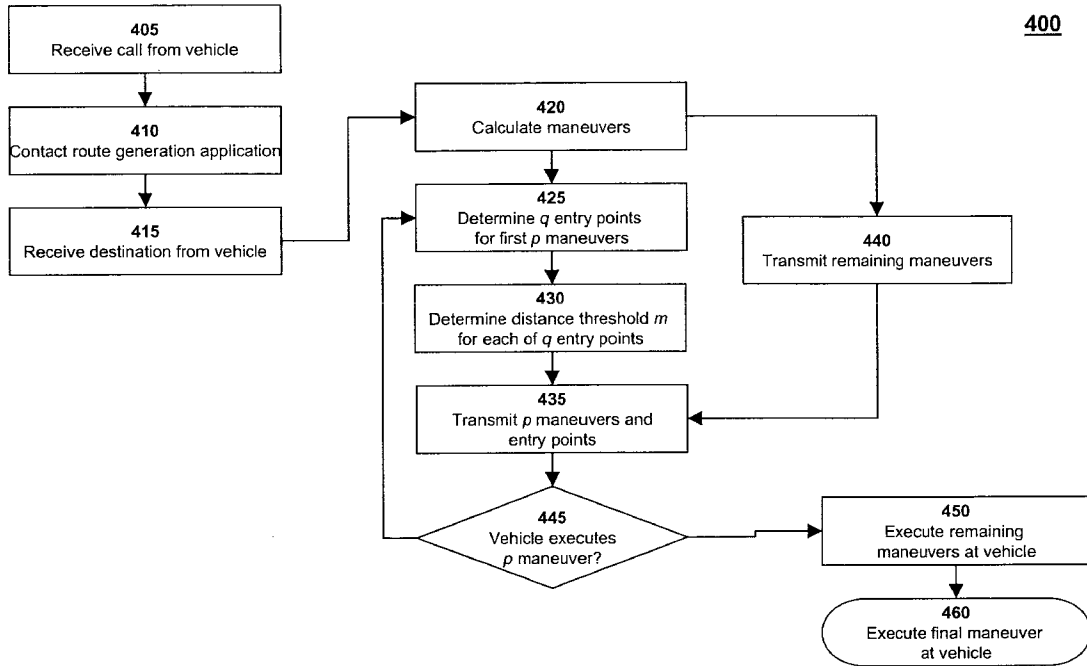 400
405
Receive call from vehicle
410
Contact route generation application
415
Receive destination from vehicle
420
Calculate maneuvers
425
Determine q entry points
for first p maneuvers
430
Determine distance threshold m
for each of q entry points
435
Transmit p maneuvers and
entry points
440
Transmit remaining maneuvers
445
Vehicle executes
p maneuver?
450
Execute remaining
maneuvers at vehicle
460
Execute final maneuver
at vehicle